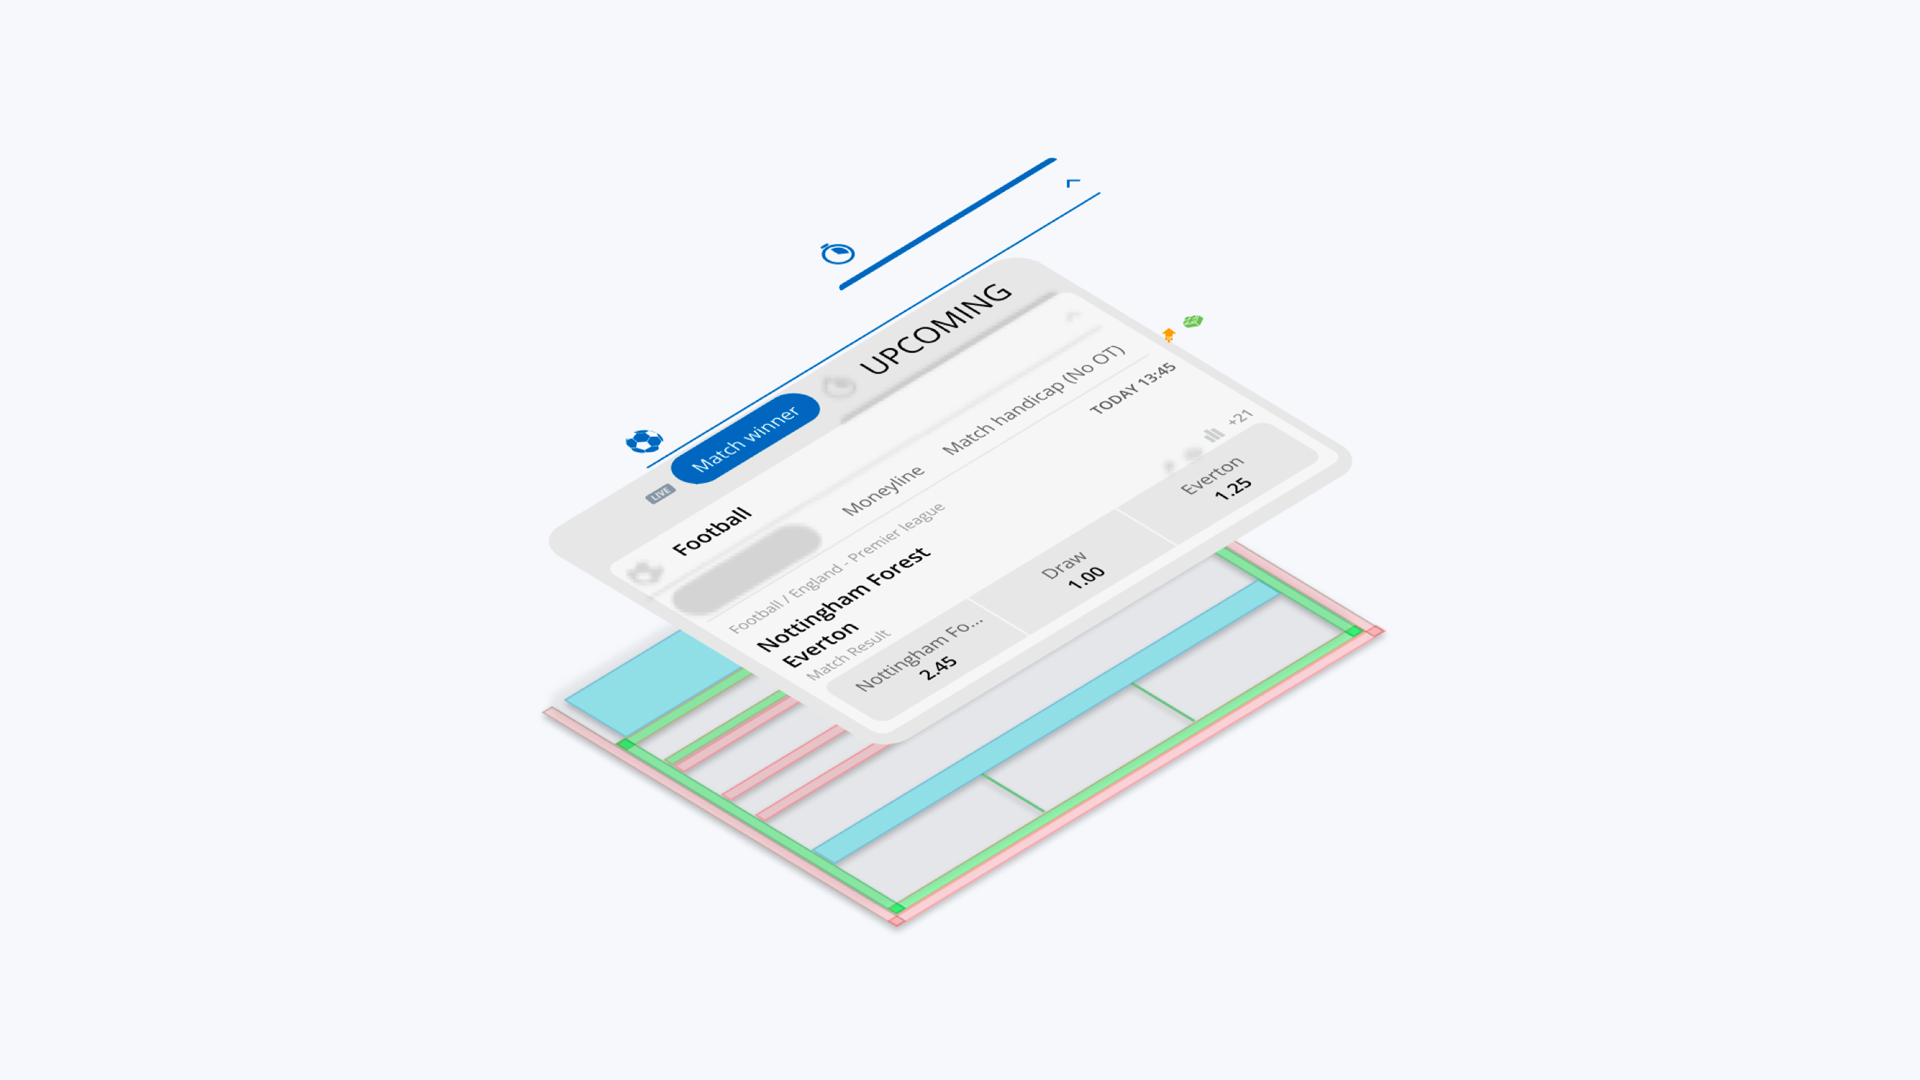 UPCOMING
LIVE
Football
Match winner
Moneyline
Match handicap (No OT)
Football / England - Premier league
TODAY 13:45
Nottingham Forest
Everton
Match Result
+21
Nottingham Fo...
2.45
Draw
1.00
Everton
1.25